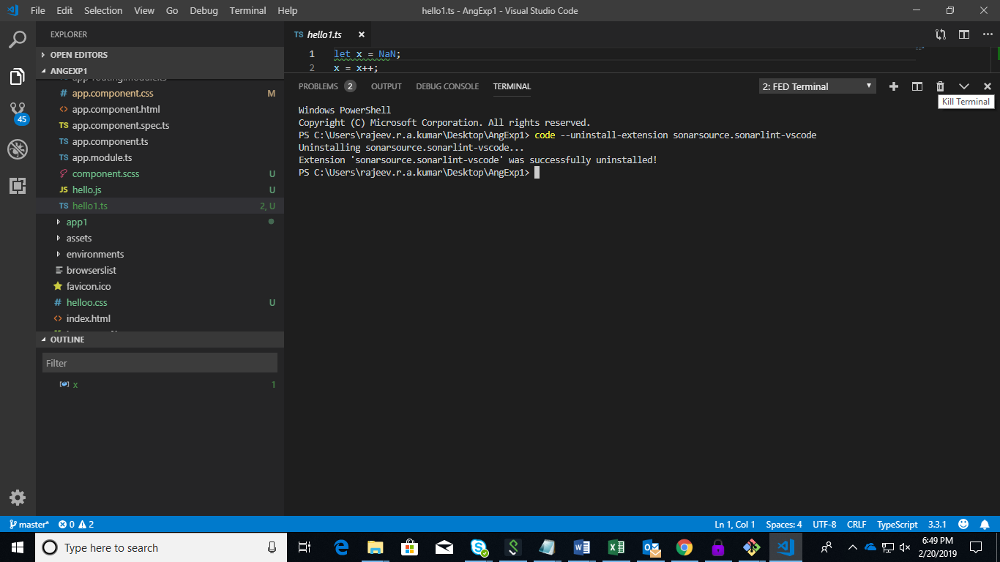 File Edit Selection View Go Debug Terminal Help
hello1.ts - AngExp1 - Visual Studio Code
EXPLORER
OPEN EDITORS
ANGEXP1
# app.component.css M
<> app.component.html
TS app.component.spec.ts
TS app.component.ts
TS app.module.ts
component.scss U
JS hello.js U
TS hello1.ts 2, U
app1
assets
environments
browserslist
favicon.ico
# helloo.css U
<> index.html
OUTLINE
Filter
x 1
45
TS hello1.ts
1 let x = NaN;
2 x = x++;
PROBLEMS 2 OUTPUT DEBUG CONSOLE TERMINAL
2: FED Terminal
Kill Terminal
Windows PowerShell
Copyright (C) Microsoft Corporation. All rights reserved.
PS C:\Users\rajeev.r.a.kumar\Desktop\AngExp1> code --uninstall-extension sonarsource.sonarlint-vscode
Uninstalling sonarsource.sonarlint-vscode...
Extension 'sonarsource.sonarlint-vscode' was successfully uninstalled!
PS C:\Users\rajeev.r.a.kumar\Desktop\AngExp1>
master* 0 2
Ln 1, Col 1 Spaces: 4 UTF-8 CRLF TypeScript 3.3.1
Type here to search
6:49 PM
2/20/2019